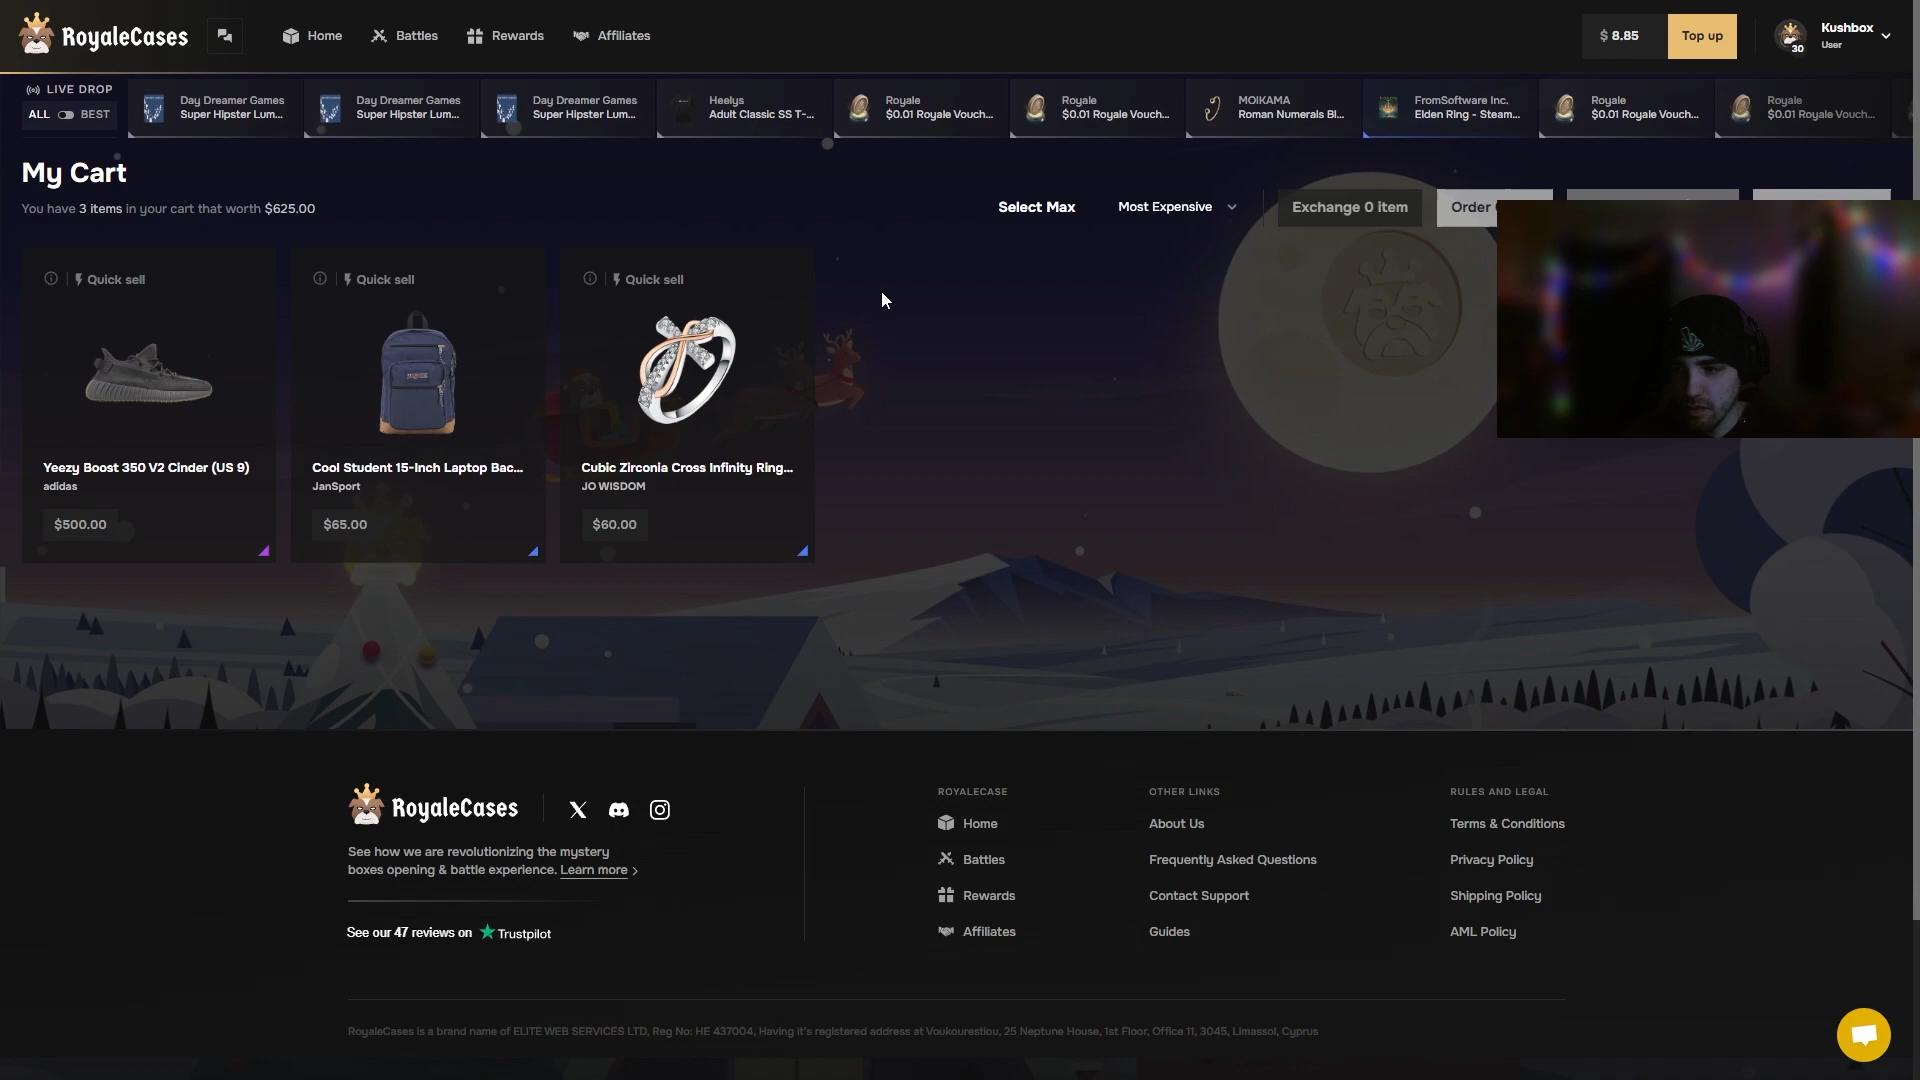 RoyaleCases
Home
Battles
Rewards
Affiliates
$ 8.85
Top up
30
Kushbox
User
LIVE DROP
ALL
BEST
Day Dreamer Games
Super Hipster Lum...
Day Dreamer Games
Super Hipster Lum...
Day Dreamer Games
Super Hipster Lum...
Heelys
Adult Classic SS T-...
Royale
$0.01 Royale Vouch...
Royale
$0.01 Royale Vouch...
MOIKAMA
Roman Numerals Bl...
FromSoftware Inc.
Elden Ring - Steam...
Royale
$0.01 Royale Vouch...
Royale
$0.01 Royale Vouch...
My Cart
You have 3 items in your cart that worth $625.00
Select Max
Most Expensive
Exchange 0 item
Order
Quick sell
Quick sell
Quick sell
Yeezy Boost 350 V2 Cinder (US 9)
adidas
$500.00
Cool Student 15-Inch Laptop Bac...
JanSport
$65.00
Cubic Zirconia Cross Infinity Ring...
JO WISDOM
$60.00
RoyaleCases
See how we are revolutionizing the mystery
boxes opening & battle experience. Learn more >
See our 47 reviews on Trustpilot
ROYALECASE
Home
Battles
Rewards
Affiliates
OTHER LINKS
About Us
Frequently Asked Questions
Contact Support
Guides
RULES AND LEGAL
Terms & Conditions
Privacy Policy
Shipping Policy
AML Policy
RoyaleCases is a brand name of ELITE WEB SERVICES LTD, Reg No: HE 437004, Having it's registered address at Voukourestiou, 25 Neptune House, 1st Floor, Office 11, 3045, Limassol, Cyprus